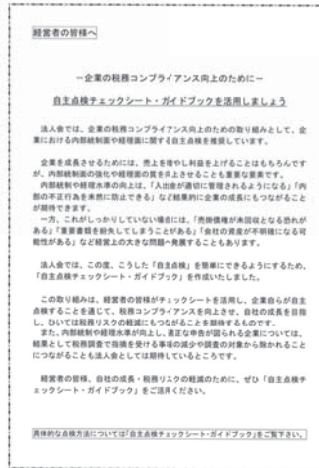 経営者の皆様へ
－企業の税務コンプライアンス向上のために－
自主点検チェックシート・ガイドブックを活用しましょう
法人会では、企業の税務コンプライアンス向上のための取り組みとして、企
業における内部統制面や経理面に関する自主点検を推奨しています。
企業を成長させるためには、売上を増やし利益を上げることはもちろんです
が、内部統制面の強化や経理面の質を向上させることも重要な要素です。
内部統制や経理水準の向上は、「入出金が適切に管理されるようになる」「内
部の不正行為を未然に防止できる」など結果的に企業の成長にもつながること
が期待できます。
一方、これがしっかりしていない場合には、「売掛債権が未回収となる恐れが
ある」「重要書類を紛失してしまうことがある」「会社の資産が不明確になる可
能性がある」など経営上の大きな問題へ発展することもあります。
法人会では、この度、こうした「自主点検」を簡単にできるようにするため、
「自主点検チェックシート・ガイドブック」を作成いたしました。
この取り組みは、経営者の皆様がチェックシートを活用し、企業自らが自主
点検することを通じて、税務コンプライアンスを向上させ、自社の成長を目指
し、ひいては税務リスクの軽減にもつながることを期待するものです。
また、内部統制や経理水準が向上し、適正な申告が図られる企業については、
結果として税務調査で指摘を受ける事項の減少や調査の対象から除かれること
につながることも法人会としては期待しているところです。
経営者の皆様、自社の成長・税務リスクの軽減のために、ぜひ「自主点検チ
ェックシート・ガイドブック」をご活用ください。
具体的な点検方法については「自主点検チェックシート・ガイドブック」をご覧下さい。